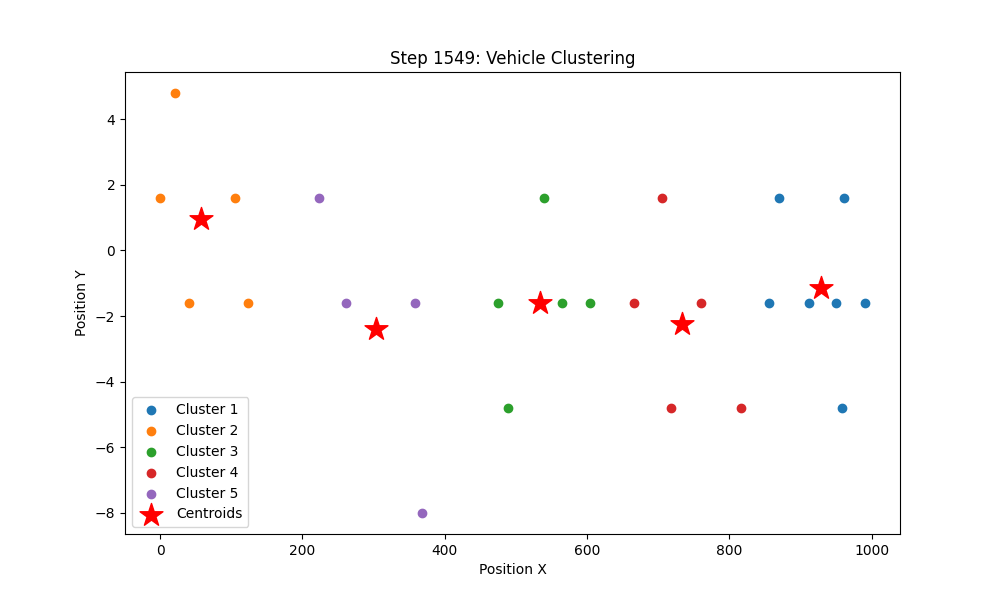 Step 1549: Vehicle Clustering
Position Y
4
2
0
−2
−4
−6
−8
Cluster 1
Cluster 2
Cluster 3
Cluster 4
Cluster 5
Centroids
0 200 400 600 800 1000
Position X